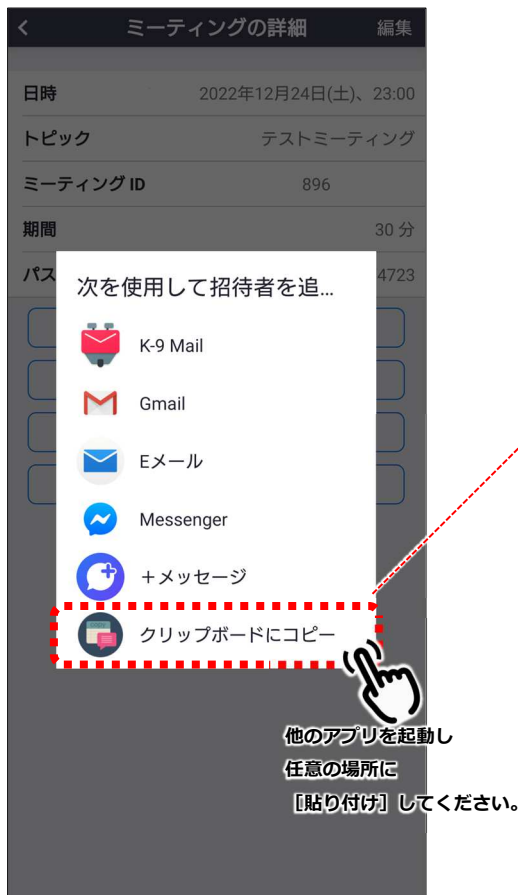 ミーティングの詳細
編集
日時
2022年12月24日(土)、23:00
トピック
テストミーティング
ミーティング ID
896
期間
30 分
パス
4723
次を使用して招待者を追...
K-9 Mail
Gmail
Eメール
Messenger
+メッセージ
クリップボードにコピー
他のアプリを起動し
任意の場所に
［貼り付け］してください。